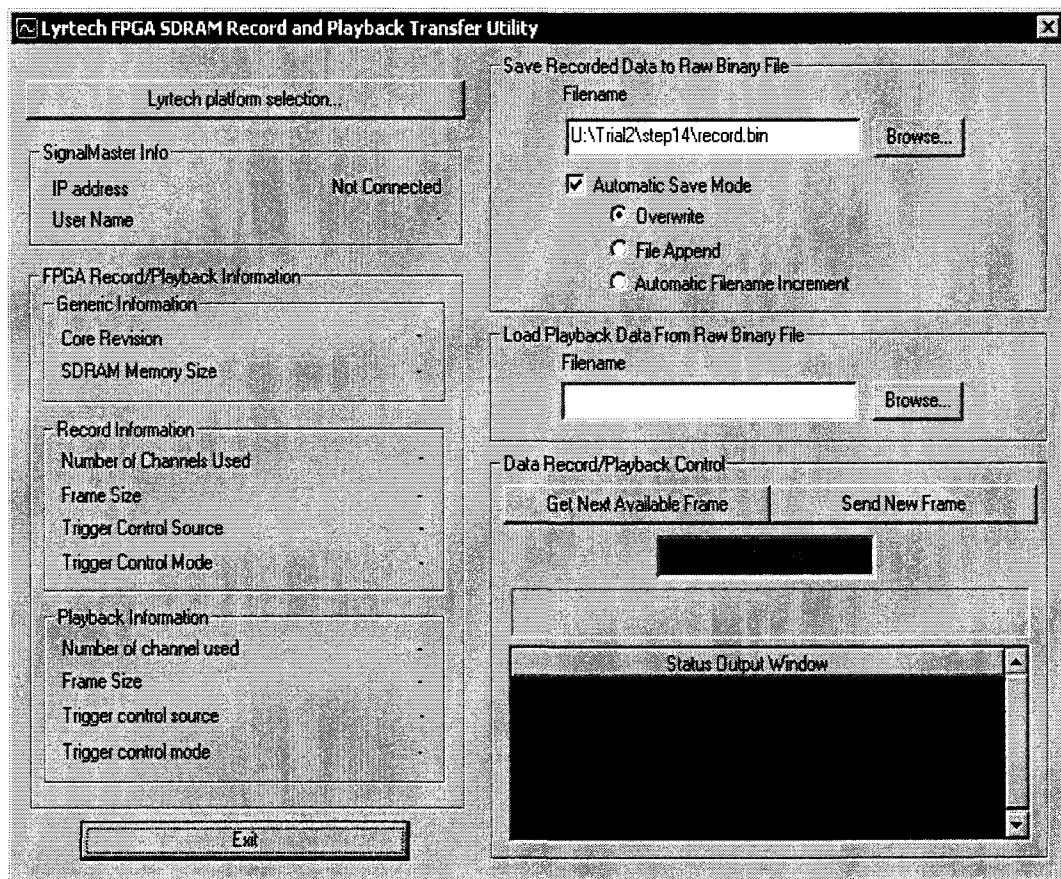 Lyrtech FPGA SDRAM Record and Playback Transfer Utility
Lyrtech platform selection...
SignalMaster Info
IP address Not Connected
User Name -
FPGA Record/Playback Information
Generic Information
Core Revision -
SDRAM Memory Size -
Record Information
Number of Channels Used -
Frame Size -
Trigger Control Source -
Trigger Control Mode -
Playback Information
Number of channel used -
Frame Size -
Trigger control source -
Trigger control mode -
Exit
Save Recorded Data to Raw Binary File
Filename
U:\Trial2\step14\record.bin Browse...
Automatic Save Mode
Overwrite
File Append
Automatic Filename Increment
Load Playback Data From Raw Binary File
Filename
Browse...
Data Record/Playback Control
Get Next Available Frame Send New Frame
Status Output Window